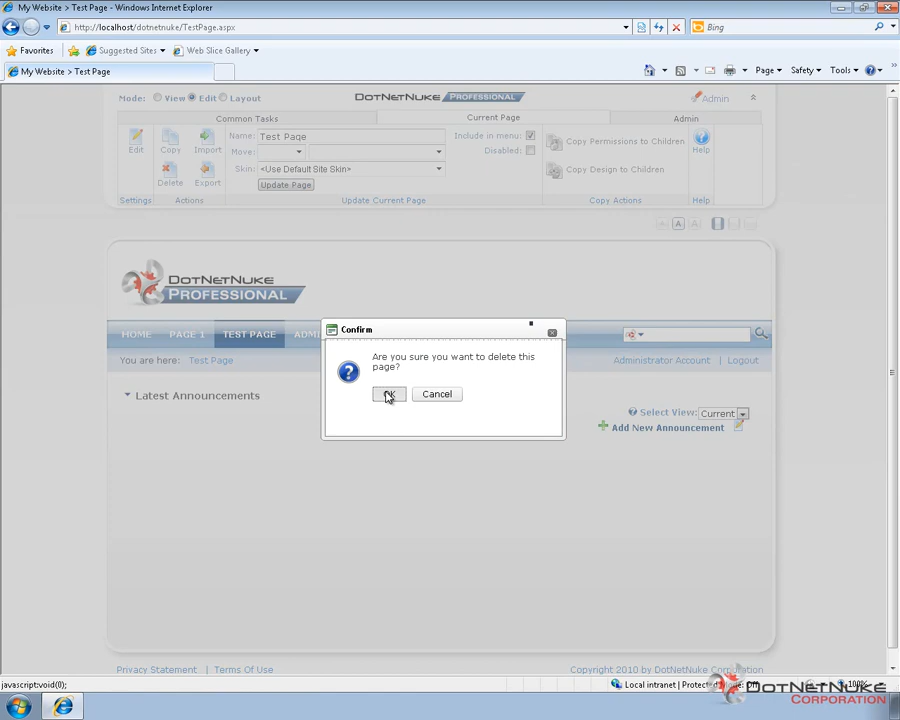 My Website > Test Page - Windows Internet Explorer
http://localhost/dotnetnuke/TestPage.aspx
Bing
Favorites
Suggested Sites
Web Slice Gallery
My Website > Test Page
Page
Safety
Tools
Mode: View Edit Layout
DOTNETNUKE PROFESSIONAL
Admin
Common Tasks
Current Page
Admin
Edit
Copy
Import
Name: Test Page
Include in menu:
Copy Permissions to Children
Help
Move:
Disabled:
Delete
Export
Skin: <Use Default Site Skin>
Copy Design to Children
Update Page
Settings
Actions
Update Current Page
Copy Actions
Help
A
DOTNETNUKE
PROFESSIONAL
HOME
PAGE 1
TEST PAGE
You are here: Test Page
Administrator Account | Logout
Confirm
Are you sure you want to delete this
page?
OK
Cancel
Latest Announcements
Select View: Current
Add New Announcement
Privacy Statement | Terms Of Use
Copyright 2010 by DotNetNuke Corporation
javascript:void(0);
Local intranet | Protected Mode: Off
100%
DOTNETNUKE
CORPORATION